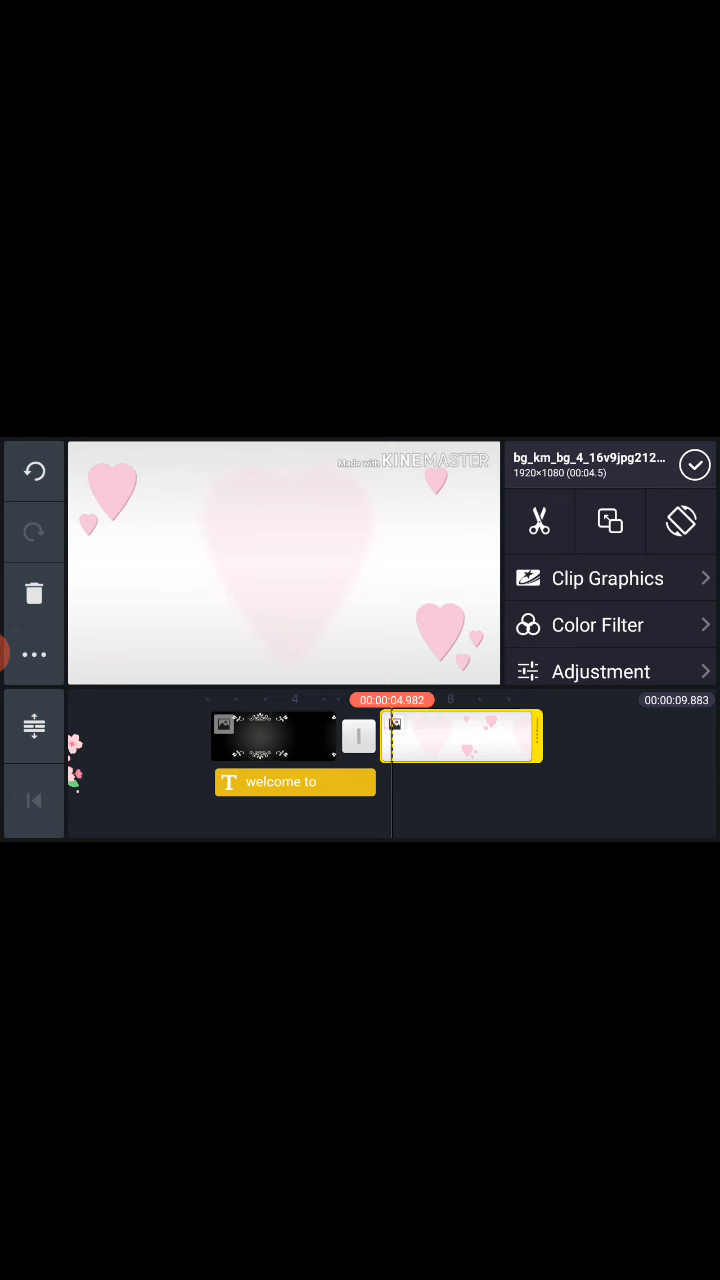 Made with KINEMASTER
bg_km_bg_4_16v9jpg212...
1920×1080 (00:04.5)
Clip Graphics
Color Filter
Adjustment
4
00:00:04.982
8
00:00:09.883
T welcome to